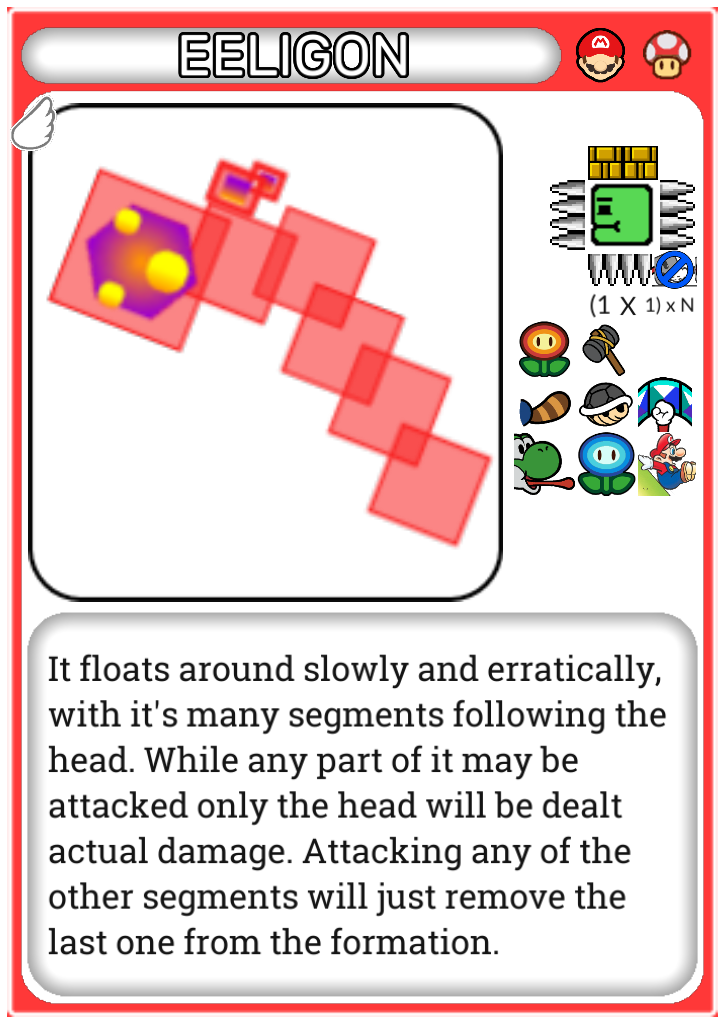 EELIGON
(1 X 1) x N
It floats around slowly and erratically,
with it's many segments following the
head. While any part of it may be
attacked only the head will be dealt
actual damage. Attacking any of the
other segments will just remove the
last one from the formation.